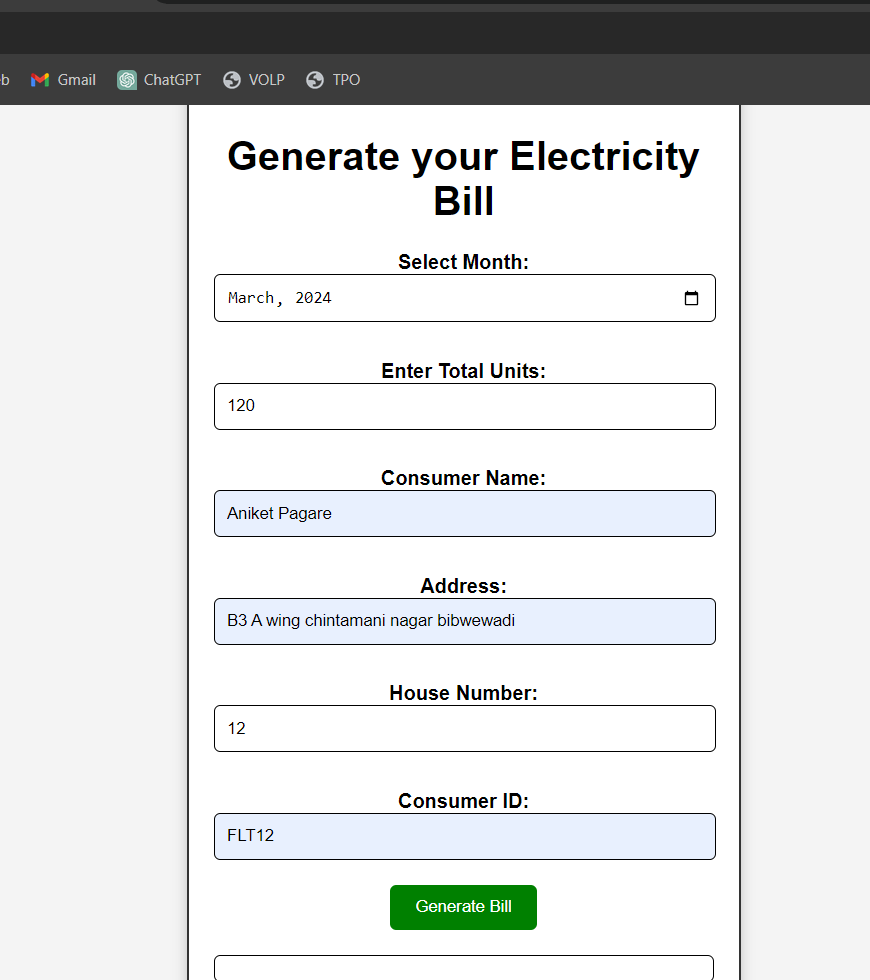 b Gmail ChatGPT VOLP TPO
Generate your Electricity
Bill
Select Month:
March, 2024
Enter Total Units:
120
Consumer Name:
Aniket Pagare
Address:
B3 A wing chintamani nagar bibwewadi
House Number:
12
Consumer ID:
FLT12
Generate Bill